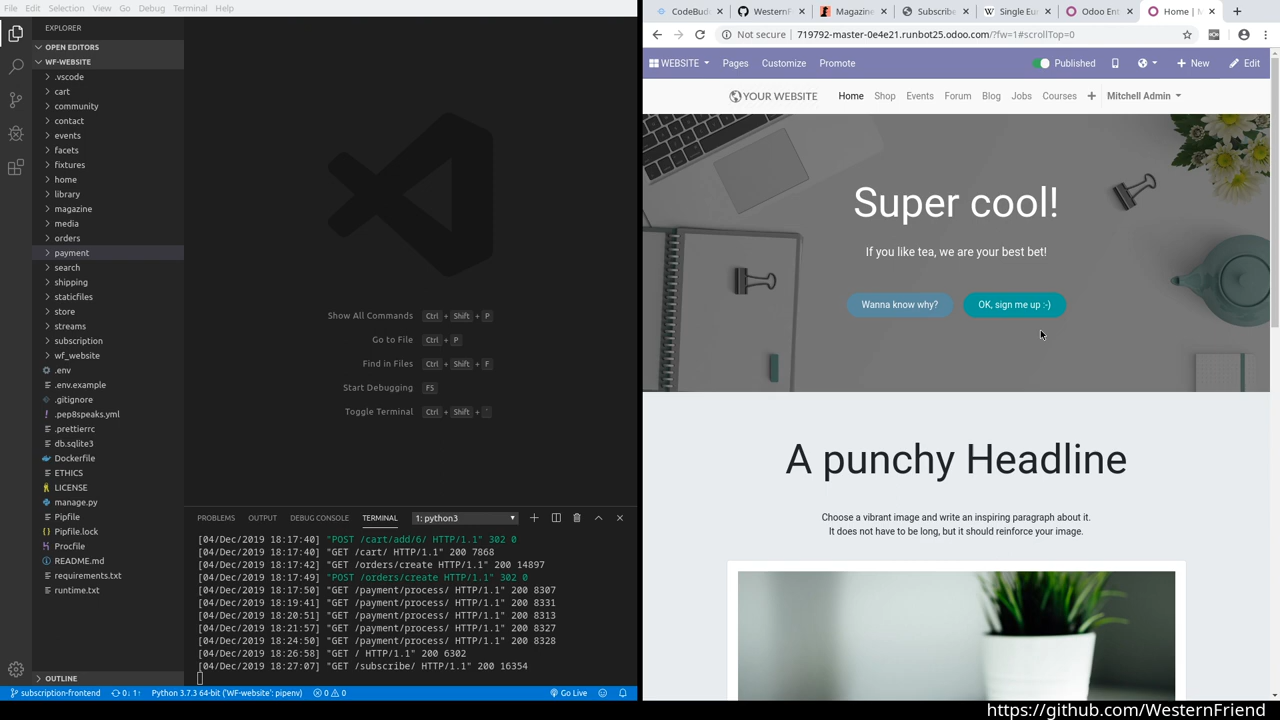 File Edit Selection View Go Debug Terminal Help
EXPLORER
OPEN EDITORS
WF-WEBSITE
.vscode
cart
community
contact
events
facets
fixtures
home
library
magazine
media
orders
payment
search
shipping
staticfiles
store
streams
subscription
wf_website
.env
.env.example
.gitignore
.pep8speaks.yml
.prettierrc
db.sqlite3
Dockerfile
ETHICS
LICENSE
manage.py
Pipfile
Pipfile.lock
Procfile
README.md
requirements.txt
runtime.txt
OUTLINE
Show All Commands Ctrl + Shift + P
Go to File Ctrl + P
Find in Files Ctrl + Shift + F
Start Debugging F5
Toggle Terminal Ctrl + Shift + `
PROBLEMS OUTPUT DEBUG CONSOLE TERMINAL 1: python3
[04/Dec/2019 18:17:40] "POST /cart/add/6/ HTTP/1.1" 302 0
[04/Dec/2019 18:17:40] "GET /cart/ HTTP/1.1" 200 7868
[04/Dec/2019 18:17:42] "GET /orders/create HTTP/1.1" 200 14897
[04/Dec/2019 18:17:49] "POST /orders/create HTTP/1.1" 302 0
[04/Dec/2019 18:17:50] "GET /payment/process/ HTTP/1.1" 200 8307
[04/Dec/2019 18:19:41] "GET /payment/process/ HTTP/1.1" 200 8331
[04/Dec/2019 18:20:51] "GET /payment/process/ HTTP/1.1" 200 8313
[04/Dec/2019 18:21:57] "GET /payment/process/ HTTP/1.1" 200 8327
[04/Dec/2019 18:24:50] "GET /payment/process/ HTTP/1.1" 200 8328
[04/Dec/2019 18:26:58] "GET / HTTP/1.1" 200 6302
[04/Dec/2019 18:27:07] "GET /subscribe/ HTTP/1.1" 200 16354
subscription-frontend 0↓ 1↑ Python 3.7.3 64-bit ('WF-website': pipenv) 0 0 Go Live
CodeBud WesternF Magazine Subscribe Single Eu Odoo Ent Home | M
Not secure | 719792-master-0e4e21.runbot25.odoo.com/?fw=1#scrollTop=0
WEBSITE Pages Customize Promote Published New Edit
YOUR WEBSITE Home Shop Events Forum Blog Jobs Courses Mitchell Admin
Super cool!
If you like tea, we are your best bet!
Wanna know why? OK, sign me up :-)
A punchy Headline
Choose a vibrant image and write an inspiring paragraph about it.
It does not have to be long, but it should reinforce your image.
https://github.com/WesternFriend